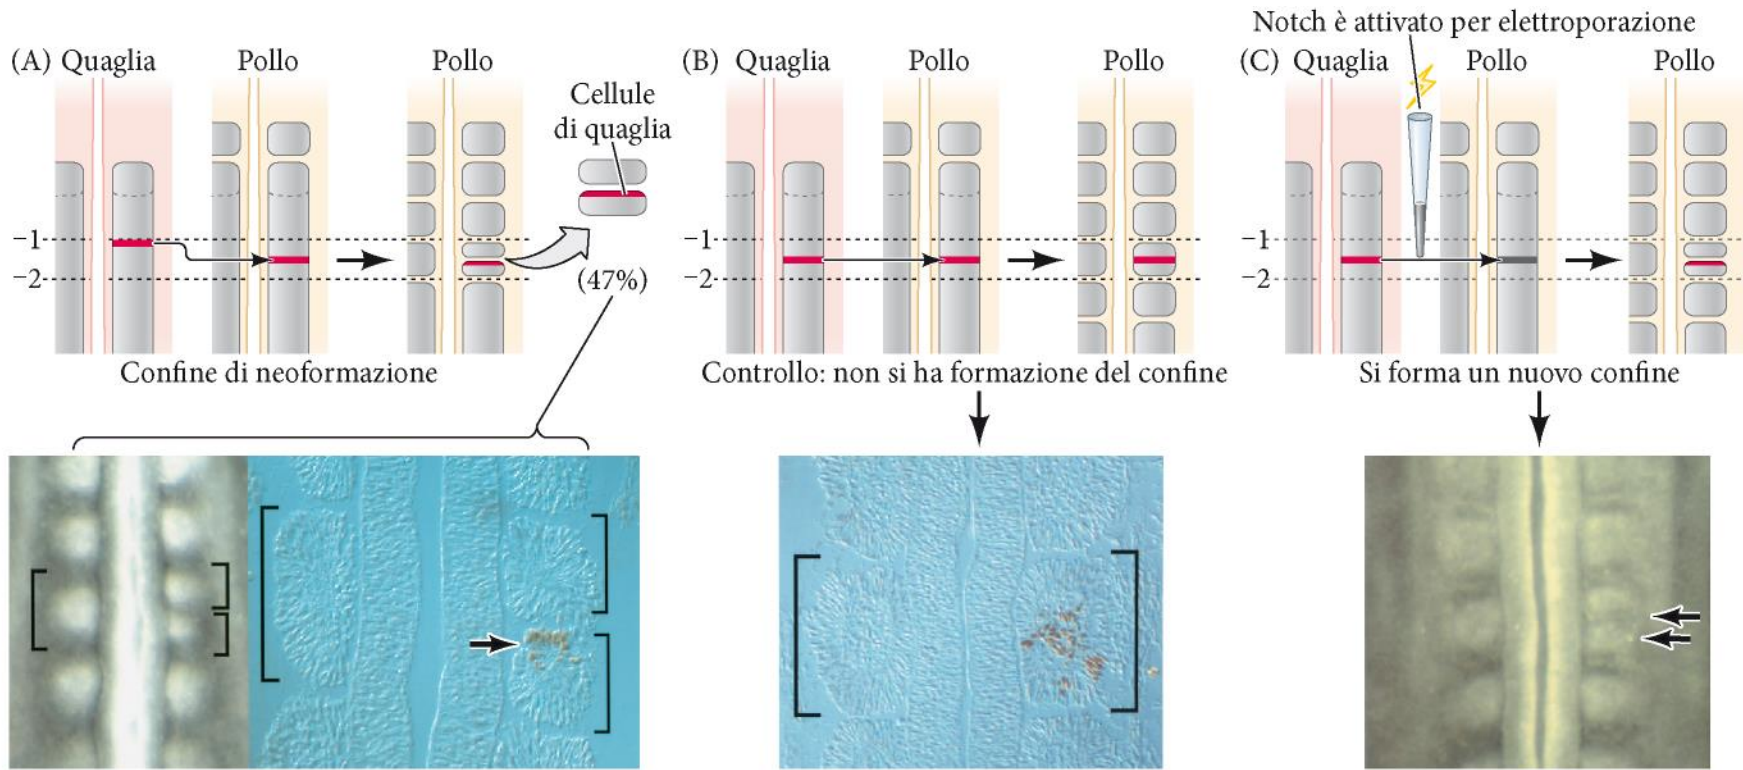 Notch è attivato per elettroporazione
(A) Quaglia Pollo Pollo
Cellule
di quaglia
−1
−2
(47%)
Confine di neoformazione
(B) Quaglia Pollo Pollo
−1
−2
Controllo: non si ha formazione del confine
(C) Quaglia Pollo Pollo
−1
−2
Si forma un nuovo confine